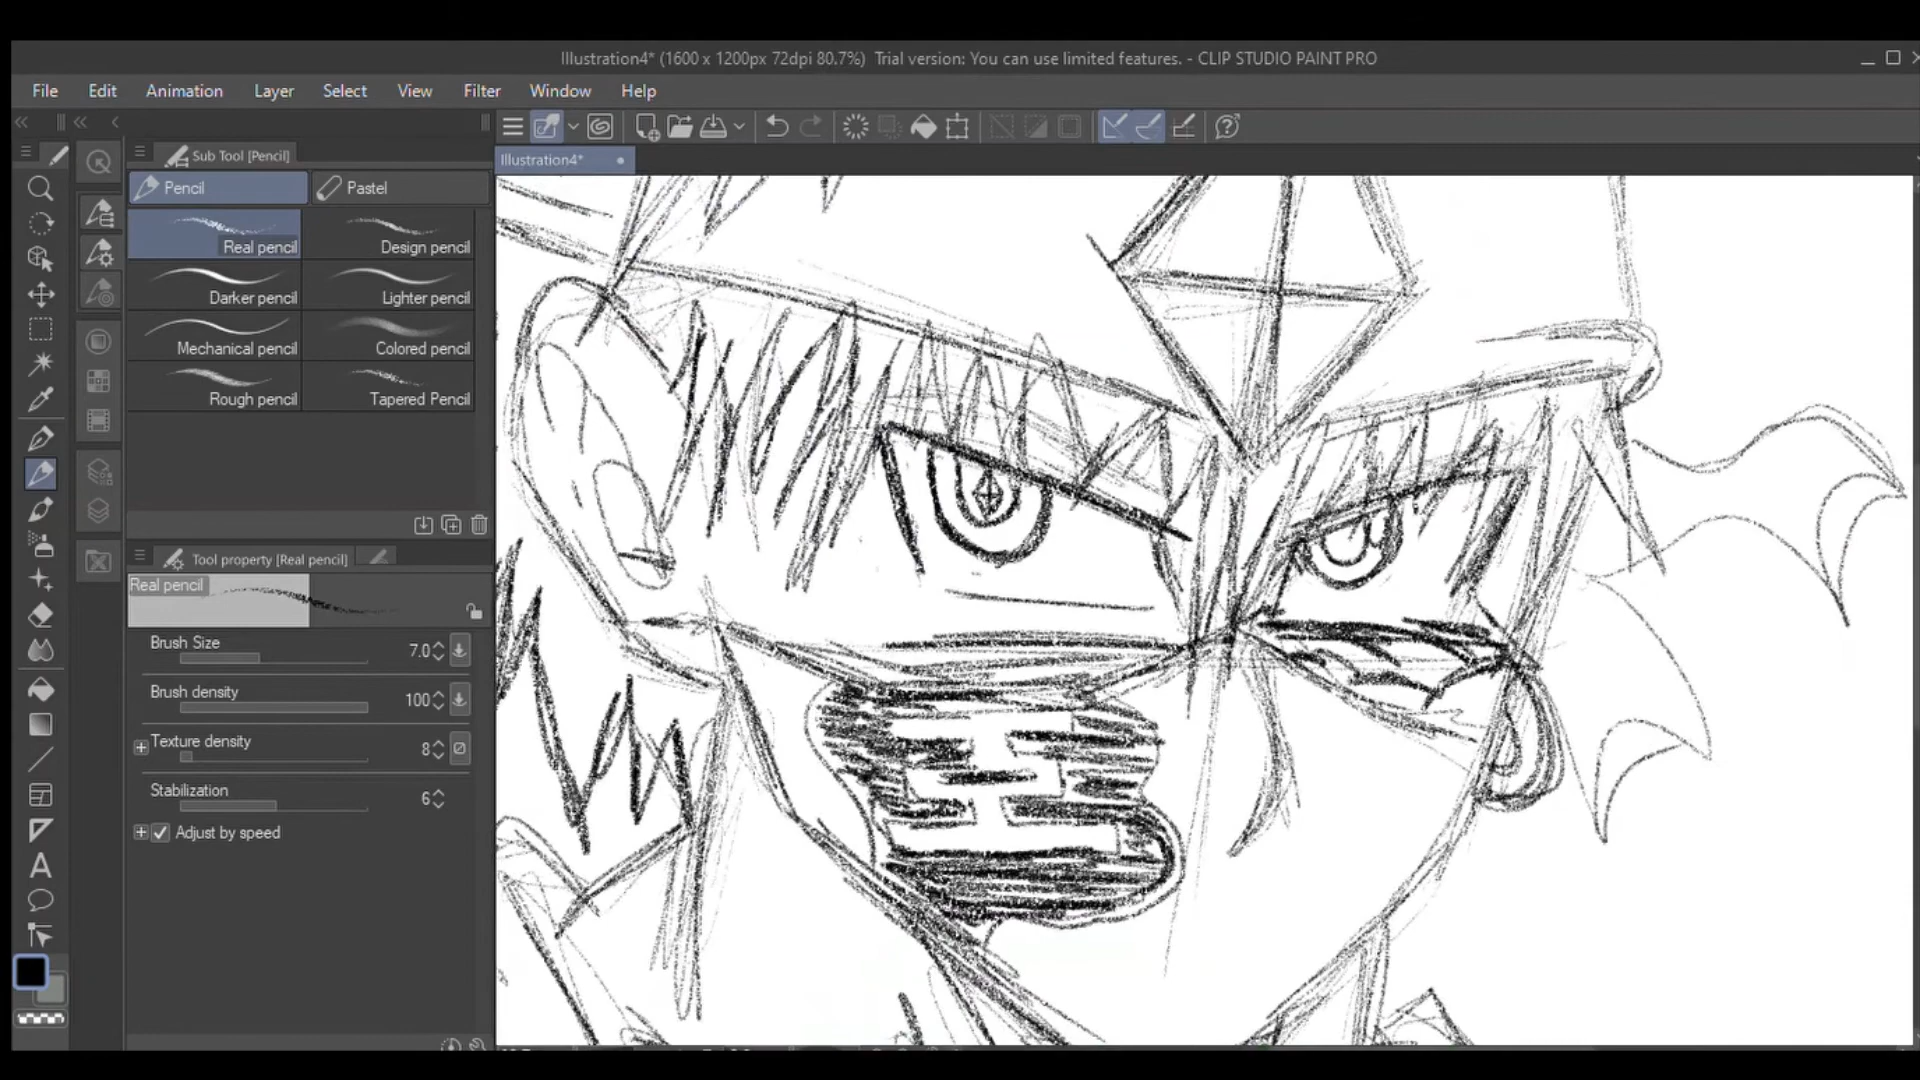 Illustration4* (1600 x 1200px 72dpi 80.7%) Trial version: You can use limited features. - CLIP STUDIO PAINT PRO
File Edit Animation Layer Select View Filter Window Help
Sub Tool [Pencil]
Illustration4*
Pencil Pastel
Real pencil Design pencil
Darker pencil Lighter pencil
Mechanical pencil Colored pencil
Rough pencil Tapered Pencil
Tool property [Real pencil]
Real pencil
Brush Size 7.0
Brush density 100
Texture density 8
Stabilization 6
Adjust by speed